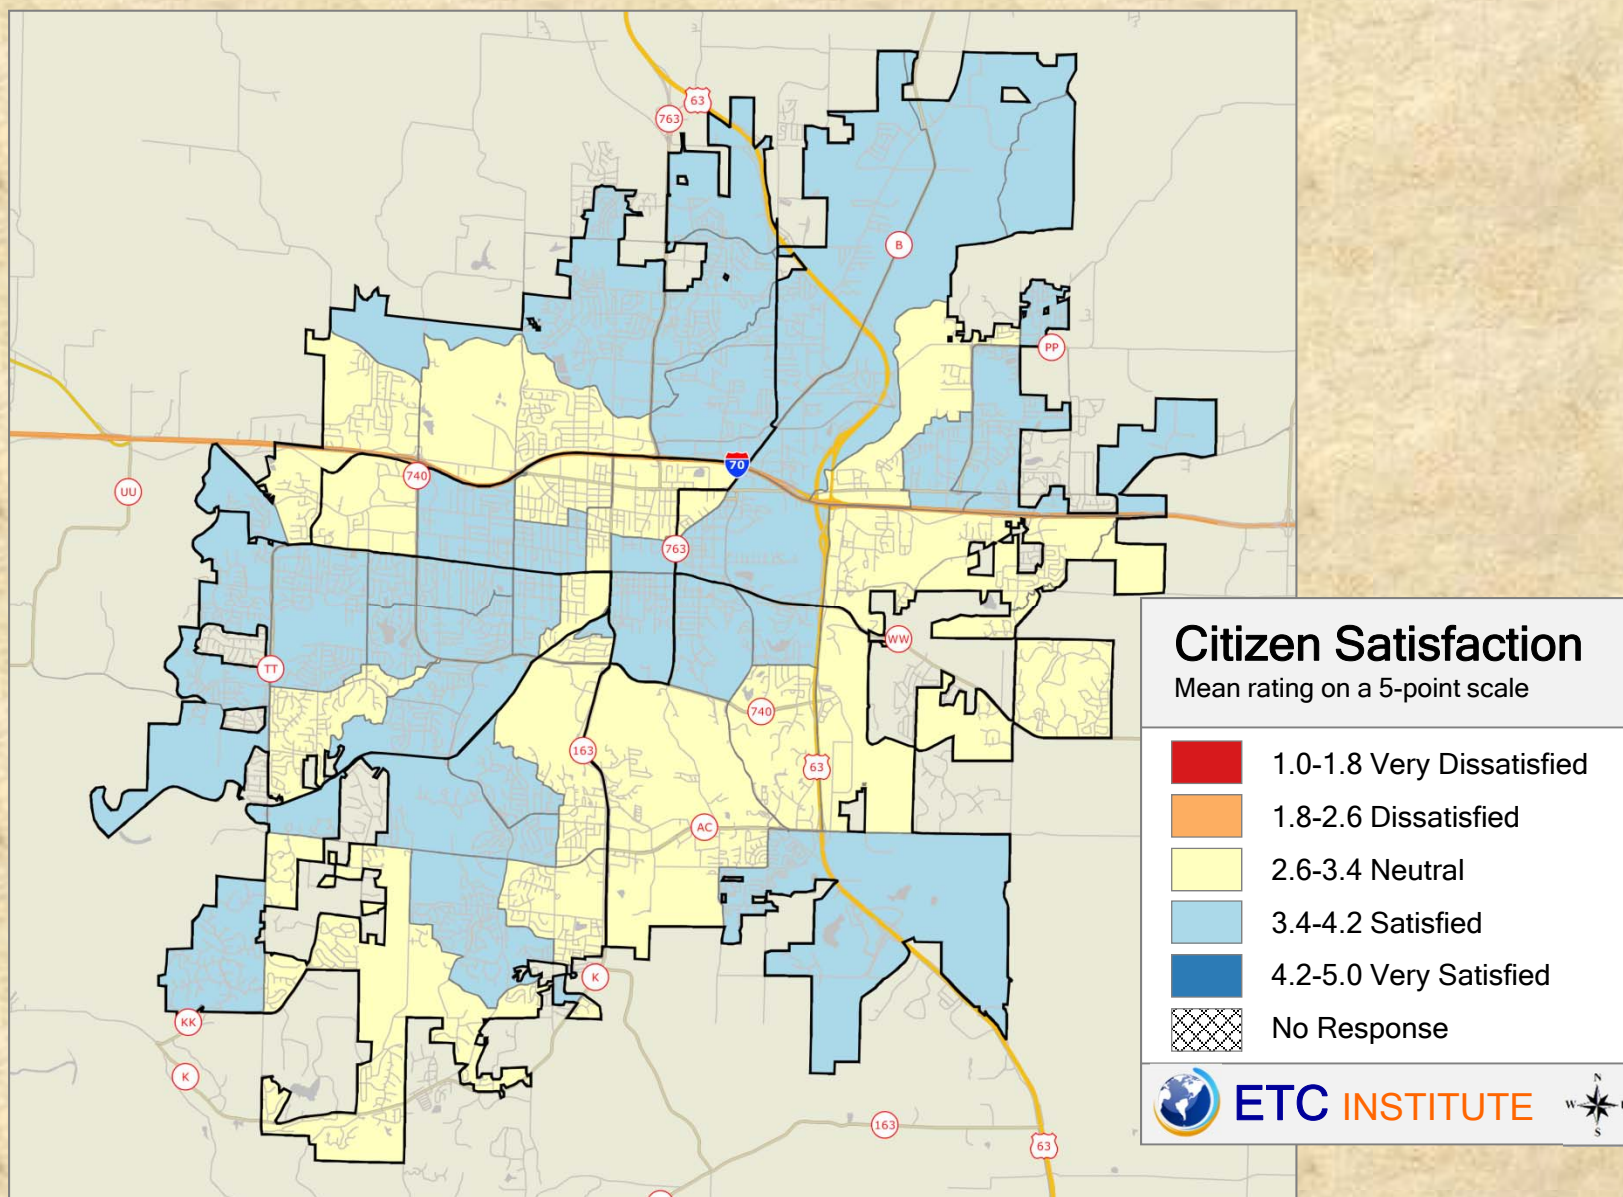 63
763
B
PP
70
740
UU
763
WW
TT
740
163
63
AC
K
KK
K
163
63
Citizen Satisfaction
Mean rating on a 5-point scale
1.0-1.8 Very Dissatisfied
1.8-2.6 Dissatisfied
2.6-3.4 Neutral
3.4-4.2 Satisfied
4.2-5.0 Very Satisfied
No Response
ETC INSTITUTE
N
W
S